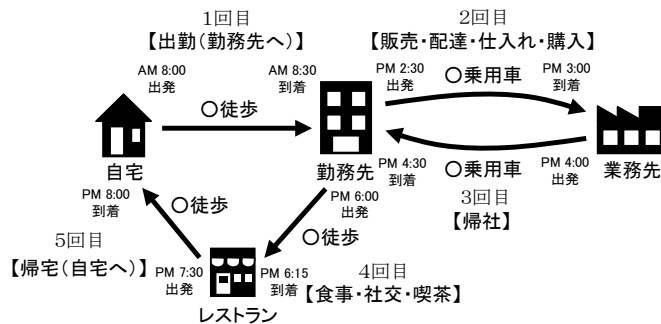 1回目
【出勤(勤務先へ)】
2回目
【販売・配達・仕入れ・購入】
AM 8:00
出発
AM 8:30
到着
PM 2:30
出発
〇乗用車
PM 3:00
到着
〇徒歩
自宅
勤務先
業務先
PM 4:30
到着
〇乗用車
PM 4:00
出発
3回目
【帰社】
PM 8:00
到着
〇徒歩
PM 6:00
出発
〇徒歩
5回目
【帰宅(自宅へ)】
PM 7:30
出発
PM 6:15
到着
4回目
【食事・社交・喫茶】
レストラン